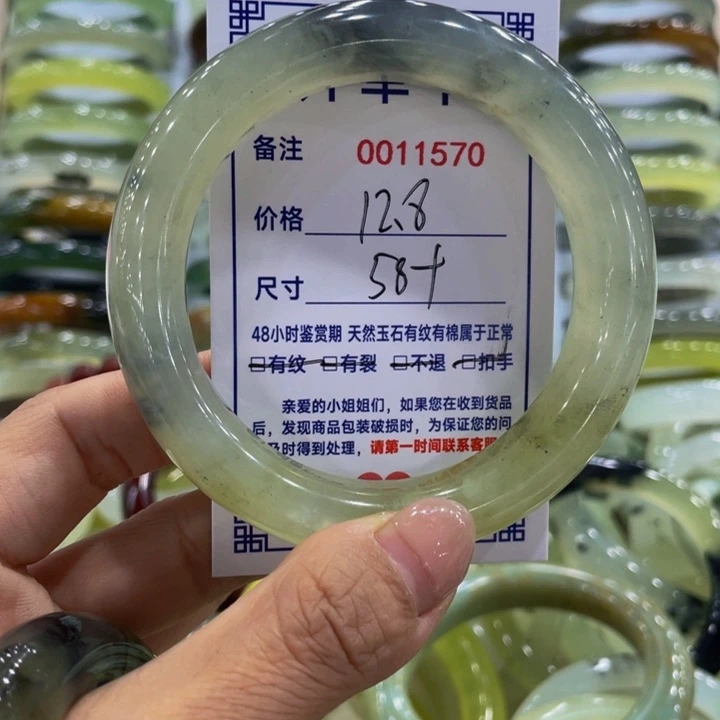 备注 0011570
价格 12.8
尺寸 58+
48小时鉴赏期 天然玉石有纹有棉属于正常
□有纹 □有裂 □不退 □扣手
亲爱的小姐姐们，如果您在收到货品
后，发现商品包装破损时，为保证您的问
及时得到处理，请第一时间联系客服